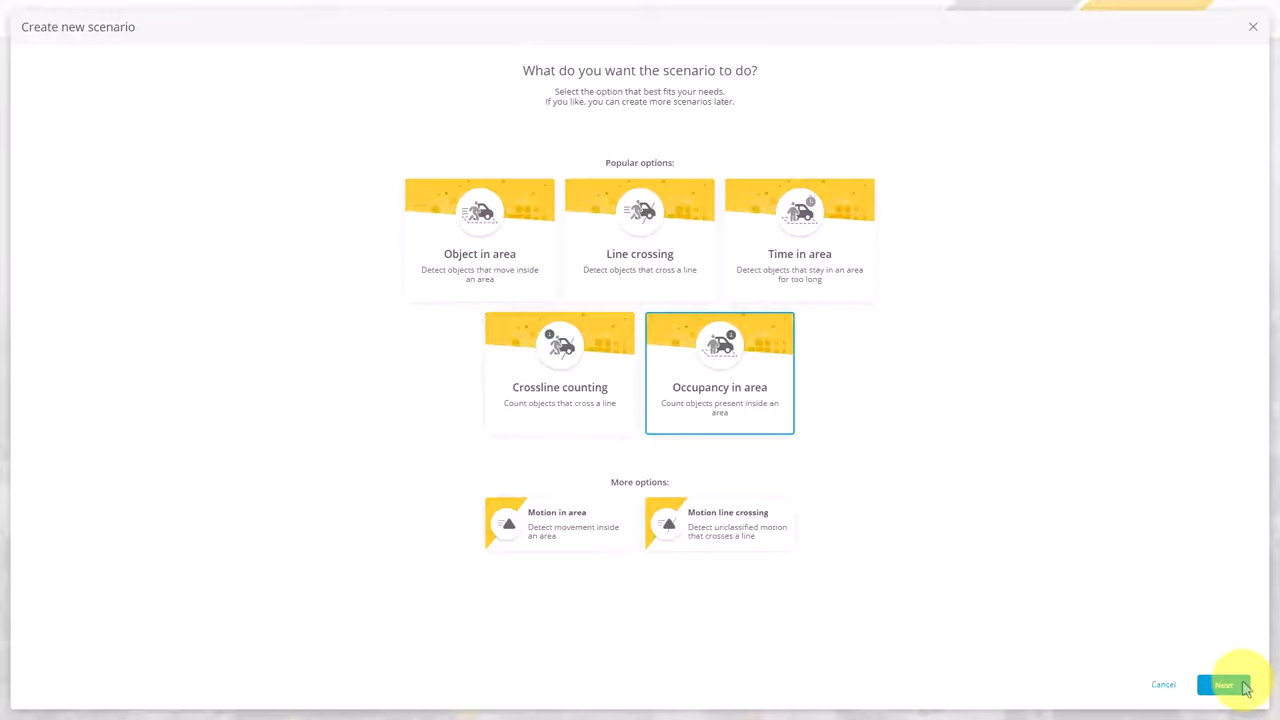 Create new scenario
What do you want the scenario to do?
Select the option that best fits your needs.
If you like, you can create more scenarios later.
Popular options:
Object in area
Detect objects that move inside
an area
Line crossing
Detect objects that cross a line
Time in area
Detect objects that stay in an area
for too long
Crossline counting
Count objects that cross a line
Occupancy in area
Count objects present inside an
area
More options:
Motion in area
Detect movement inside
an area
Motion line crossing
Detect unclassified motion
that crosses a line
Cancel
Next